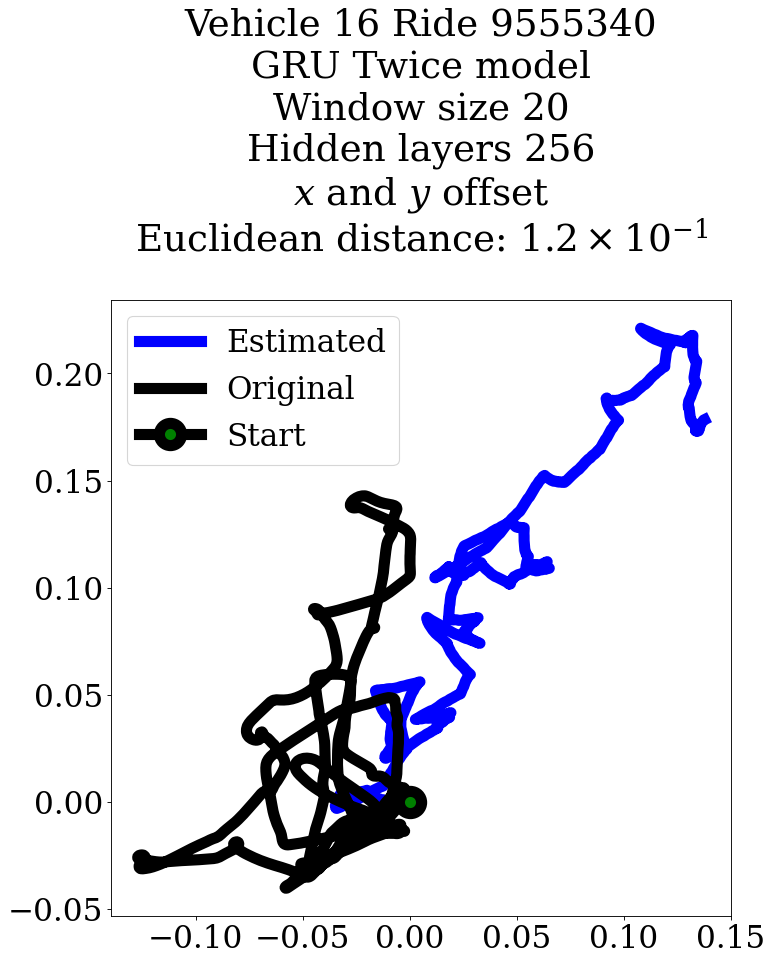 Vehicle 16 Ride 9555340
GRU Twice model
Window size 20
Hidden layers 256
x and y offset
Euclidean distance: 1.2 × 10⁻¹
Estimated
Original
Start
0.20
0.15
0.10
0.05
0.00
−0.05
−0.10 −0.05 0.00 0.05 0.10 0.15